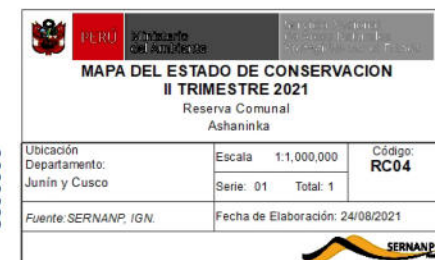 PERÚ Ministerio del Ambiente
MAPA DEL ESTADO DE CONSERVACION
II TRIMESTRE 2021
Reserva Comunal
Ashaninka
Ubicación
Departamento:
Junín y Cusco
Escala 1:1,000,000
Código:
RC04
Serie: 01 Total: 1
Fuente:SERNANP, IGN.
Fecha de Elaboración: 24/08/2021
SERNANP